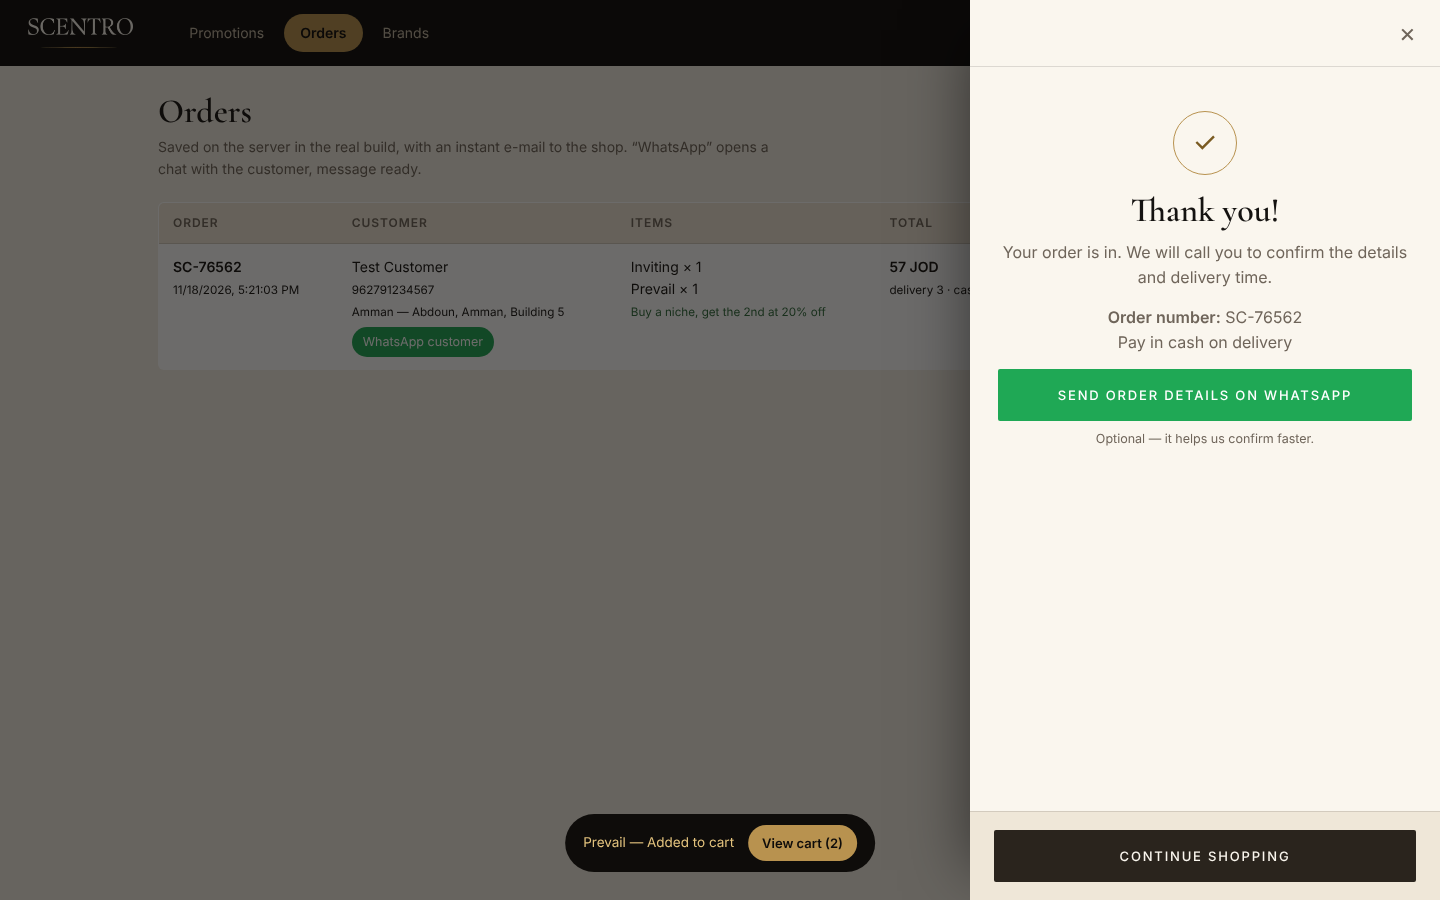 SCENTRO
Promotions
Orders
Brands
Orders
Saved on the server in the real build, with an instant e-mail to the shop. “WhatsApp” opens a
chat with the customer, message ready.
ORDER CUSTOMER ITEMS TOTAL
SC-76562 Test Customer Inviting × 1 57 JOD
11/18/2026, 5:21:03 PM 962791234567 Prevail × 1 delivery 3 · cas
Amman — Abdoun, Amman, Building 5 Buy a niche, get the 2nd at 20% off
WhatsApp customer
Prevail — Added to cart View cart (2)
✕
Thank you!
Your order is in. We will call you to confirm the details
and delivery time.
Order number: SC-76562
Pay in cash on delivery
SEND ORDER DETAILS ON WHATSAPP
Optional — it helps us confirm faster.
CONTINUE SHOPPING